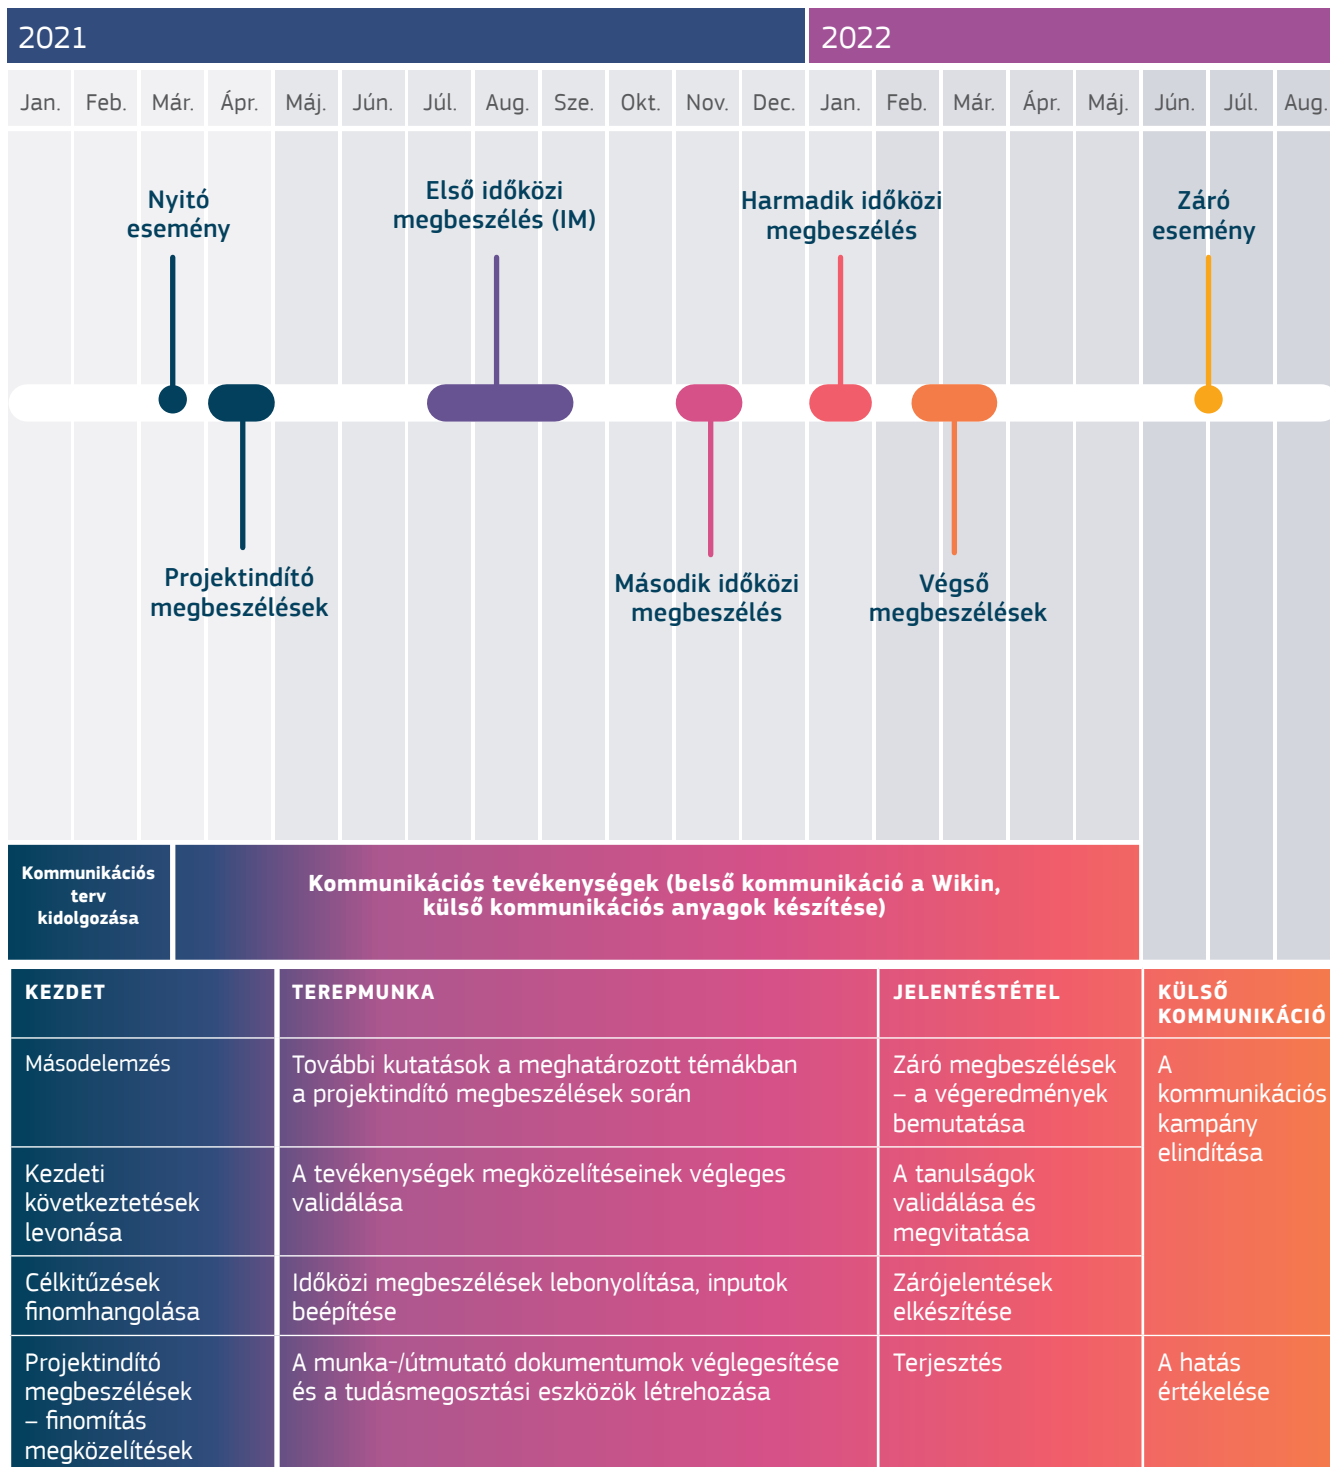 2021
2022
Jan. Feb. Már. Ápr. Máj. Jún. Júl. Aug. Sze. Okt. Nov. Dec. Jan. Feb. Már. Ápr. Máj. Jún. Júl. Aug.
Nyitó
esemény
Első időközi
megbeszélés (IM)
Harmadik időközi
megbeszélés
Záró
esemény
Projektindító
megbeszélések
Második időközi
megbeszélés
Végső
megbeszélések
Kommunikációs
terv
kidolgozása
Kommunikációs tevékenységek (belső kommunikáció a Wikin,
külső kommunikációs anyagok készítése)
KEZDET
TEREPMUNKA
JELENTÉSTÉTEL
KÜLSŐ
KOMMUNIKÁCIÓ
Másodelemzés
További kutatások a meghatározott témákban
a projektindító megbeszélések során
Záró megbeszélések
– a végeredmények
bemutatása
A
kommunikációs
kampány
elindítása
Kezdeti
következtetések
levonása
A tevékenységek megközelítéseinek végleges
validálása
A tanulságok
validálása és
megvitatása
Célkitűzések
finomhangolása
Időközi megbeszélések lebonyolítása, inputok
beépítése
Zárójelentések
elkészítése
Projektindító
megbeszélések
– finomítás
megközelítések
A munka-/útmutató dokumentumok véglegesítése
és a tudásmegosztási eszközök létrehozása
Terjesztés
A hatás
értékelése